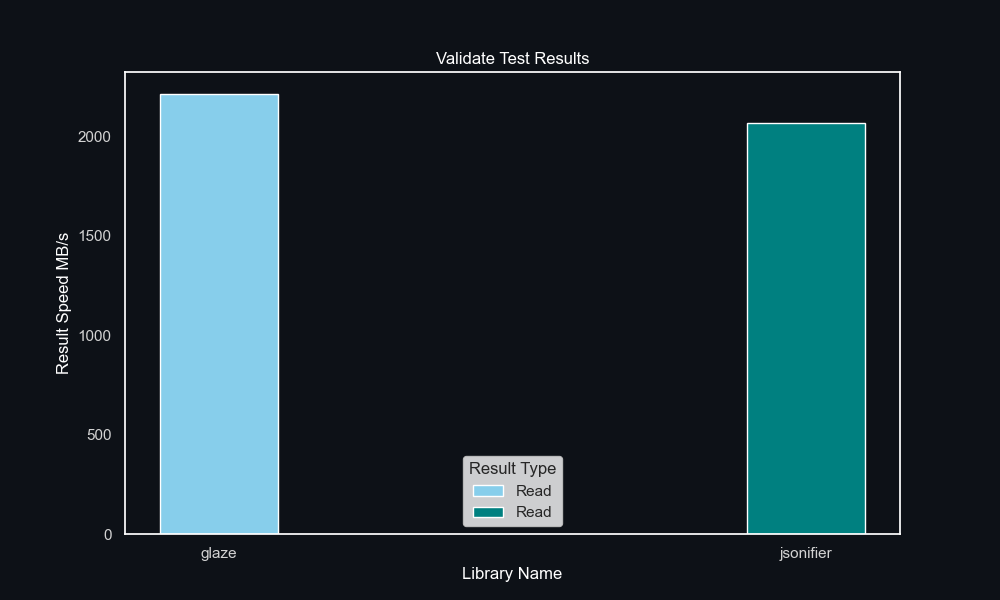 Validate Test Results
Result Speed MB/s
2000
1500
1000
500
0
Result Type
Read
Read
glaze
jsonifier
Library Name